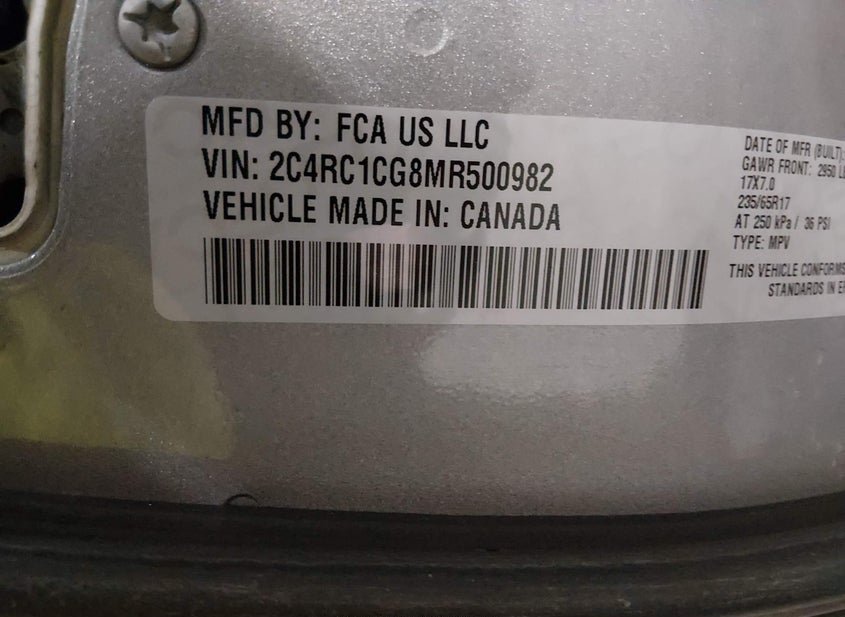 MFD BY: FCA US LLC
VIN: 2C4RC1CG8MR500982
VEHICLE MADE IN: CANADA
DATE OF MFR (BUILT):
GAWR FRONT: 2950
17X7.0
235/65R17
AT 250 kPa / 36 PSI
TYPE: MPV
THIS VEHICLE CONFORMS
STANDARDS IN